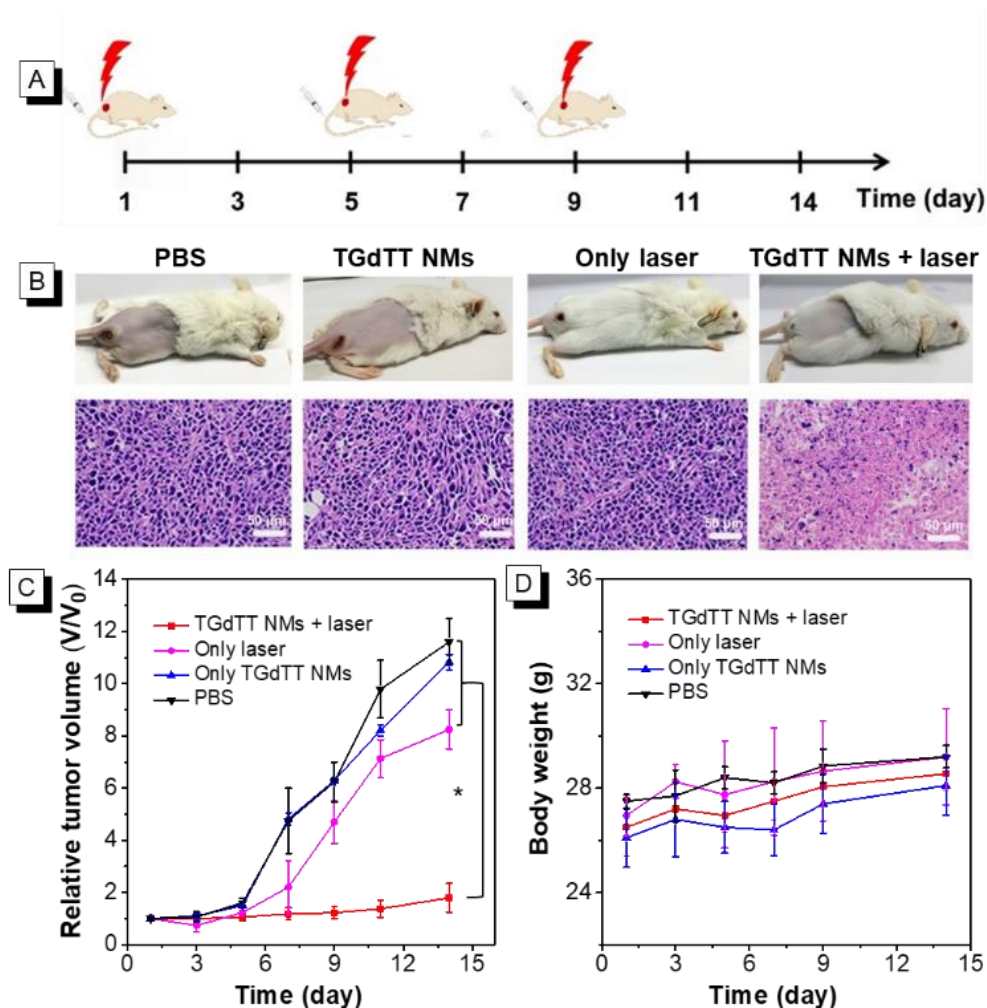 A
1 3 5 7 9 11 14 Time (day)
B
PBS TGdTT NMs Only laser TGdTT NMs + laser
50 μm 50 μm 50 μm 50 μm
C
Relative tumor volume (V/V0)
14
12
10
8
6
4
2
0
TGdTT NMs + laser
Only laser
Only TGdTT NMs
PBS
*
0 3 6 9 12 15
Time (day)
D
Body weight (g)
36
32
28
24
TGdTT NMs + laser
Only laser
Only TGdTT NMs
PBS
0 3 6 9 12 15
Time (day)